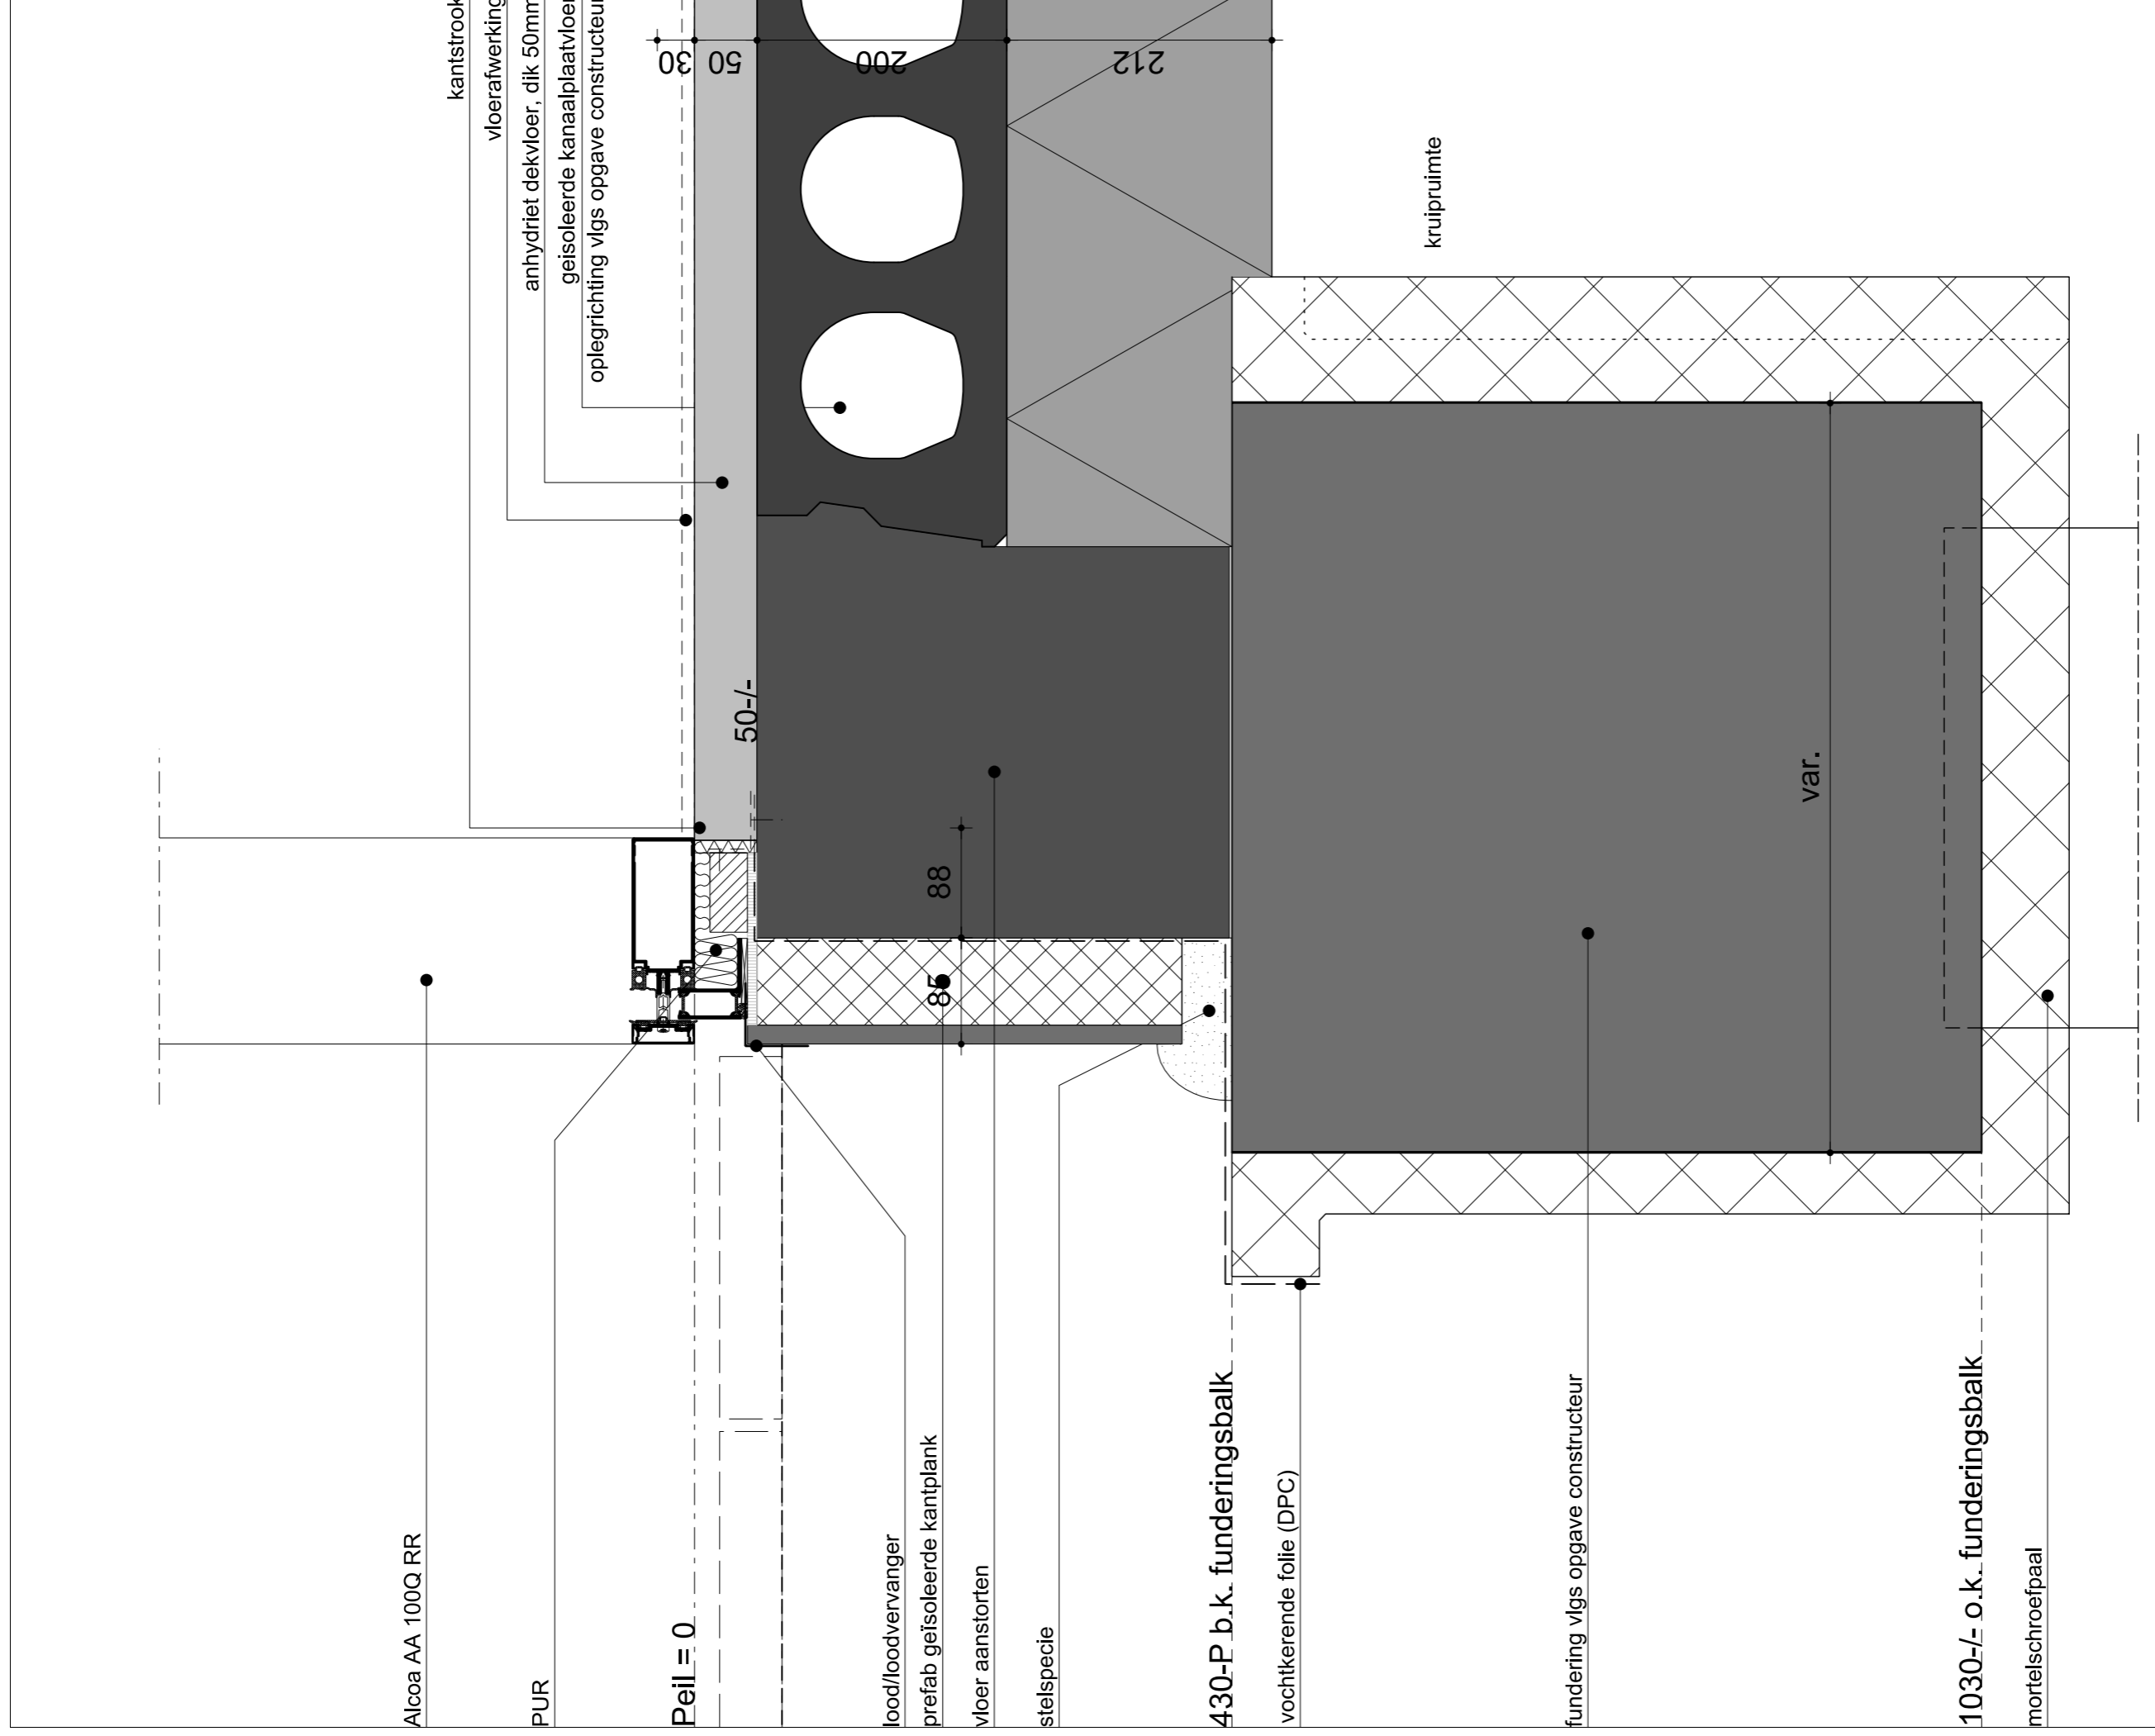 kantstrook
vloerafwerking
anhydriet dekvloer, dik 50mm
geisoleerde kanaalplaatvloer
oplegrichting vlgs opgave constructeur
30
50
200
212
kruipruimte
50-/-
88
85
var.
Alcoa AA 100Q RR
PUR
Peil = 0
lood/loodvervanger
prefab geïsoleerde kantplank
vloer aanstorten
stelspecie
430-P b.k. funderingsbalk
vochtkerende folie (DPC)
fundering vlgs opgave constructeur
1030-/- o.k. funderingsbalk
mortelschroefpaal